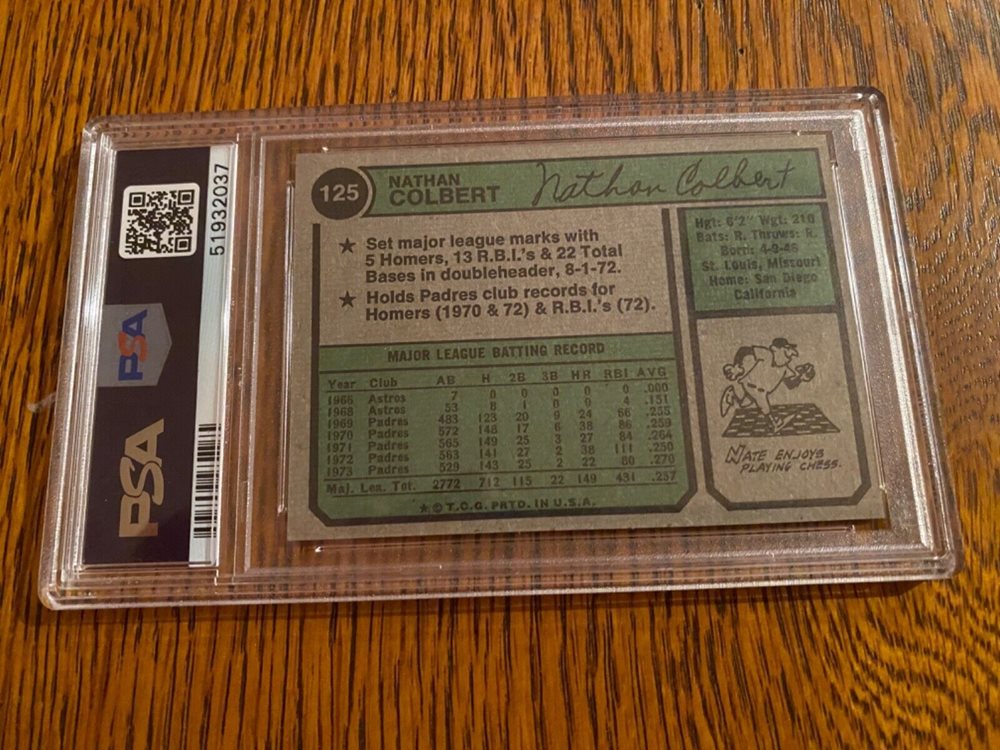 51932037
PSA
PSA
125
NATHAN
COLBERT
Nathan Colbert
★ Set major league marks with
5 Homers, 13 R.B.I.'s & 22 Total
Bases in doubleheader, 8-1-72.
★ Holds Padres club records for
Homers (1970 & 72) & R.B.I.'s (72).
Hgt: 6'2" Wgt: 210
Bats: R. Throws: R.
Born: 4-9-46
St. Louis, Missouri
Home: San Diego
California
MAJOR LEAGUE BATTING RECORD
Year Club AB H 2B 3B HR RBI AVG
1966 Astros 7 0 0 0 0 0 .000
1968 Astros 53 8 1 0 0 4 .151
1969 Padres 483 123 20 9 24 66 .255
1970 Padres 572 148 17 6 38 86 .259
1971 Padres 565 149 25 3 27 84 .264
1972 Padres 563 141 27 2 38 111 .250
1973 Padres 529 143 25 2 22 80 .270
Maj. Lea. Tot. 2772 712 115 22 149 431 .257
★ © T.C.G. PRTD. IN U.S.A.
NATE ENJOYS
PLAYING CHESS.